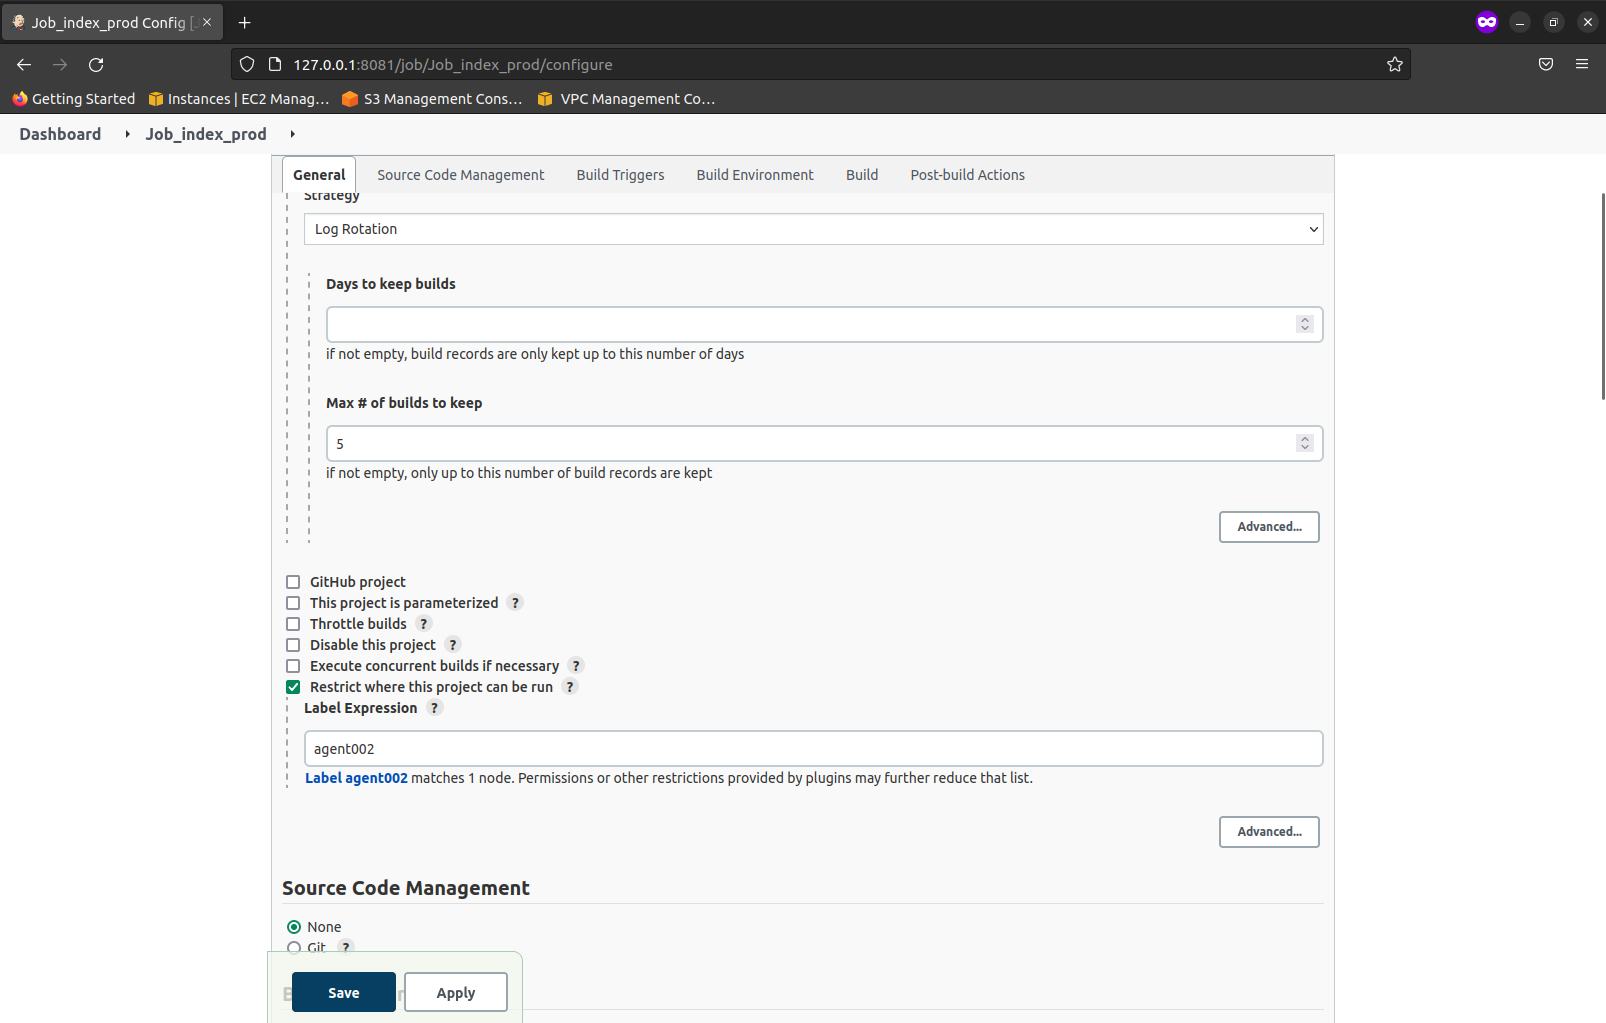 Job_index_prod Config [
127.0.0.1:8081/job/Job_index_prod/configure
Getting Started
Instances | EC2 Manag…
S3 Management Cons…
VPC Management Co…
Dashboard
Job_index_prod
General
Source Code Management
Build Triggers
Build Environment
Build
Post-build Actions
Strategy
Log Rotation
Days to keep builds
if not empty, build records are only kept up to this number of days
Max # of builds to keep
5
if not empty, only up to this number of build records are kept
Advanced...
GitHub project
This project is parameterized ?
Throttle builds ?
Disable this project ?
Execute concurrent builds if necessary ?
Restrict where this project can be run ?
Label Expression ?
agent002
Label agent002 matches 1 node. Permissions or other restrictions provided by plugins may further reduce that list.
Advanced...
Source Code Management
None
Git ?
Save
Apply